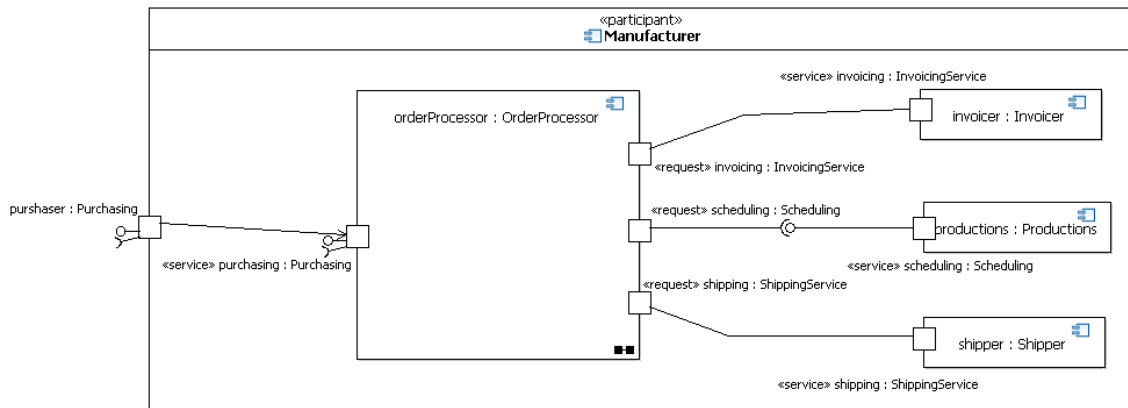 «participant»
Manufacturer
«service» invoicing : InvoicingService
orderProcessor : OrderProcessor
invoicer : Invoicer
«request» invoicing : InvoicingService
purshaser : Purchasing
«request» scheduling : Scheduling
productions : Productions
«service» purchasing : Purchasing
«service» scheduling : Scheduling
«request» shipping : ShippingService
shipper : Shipper
«service» shipping : ShippingService